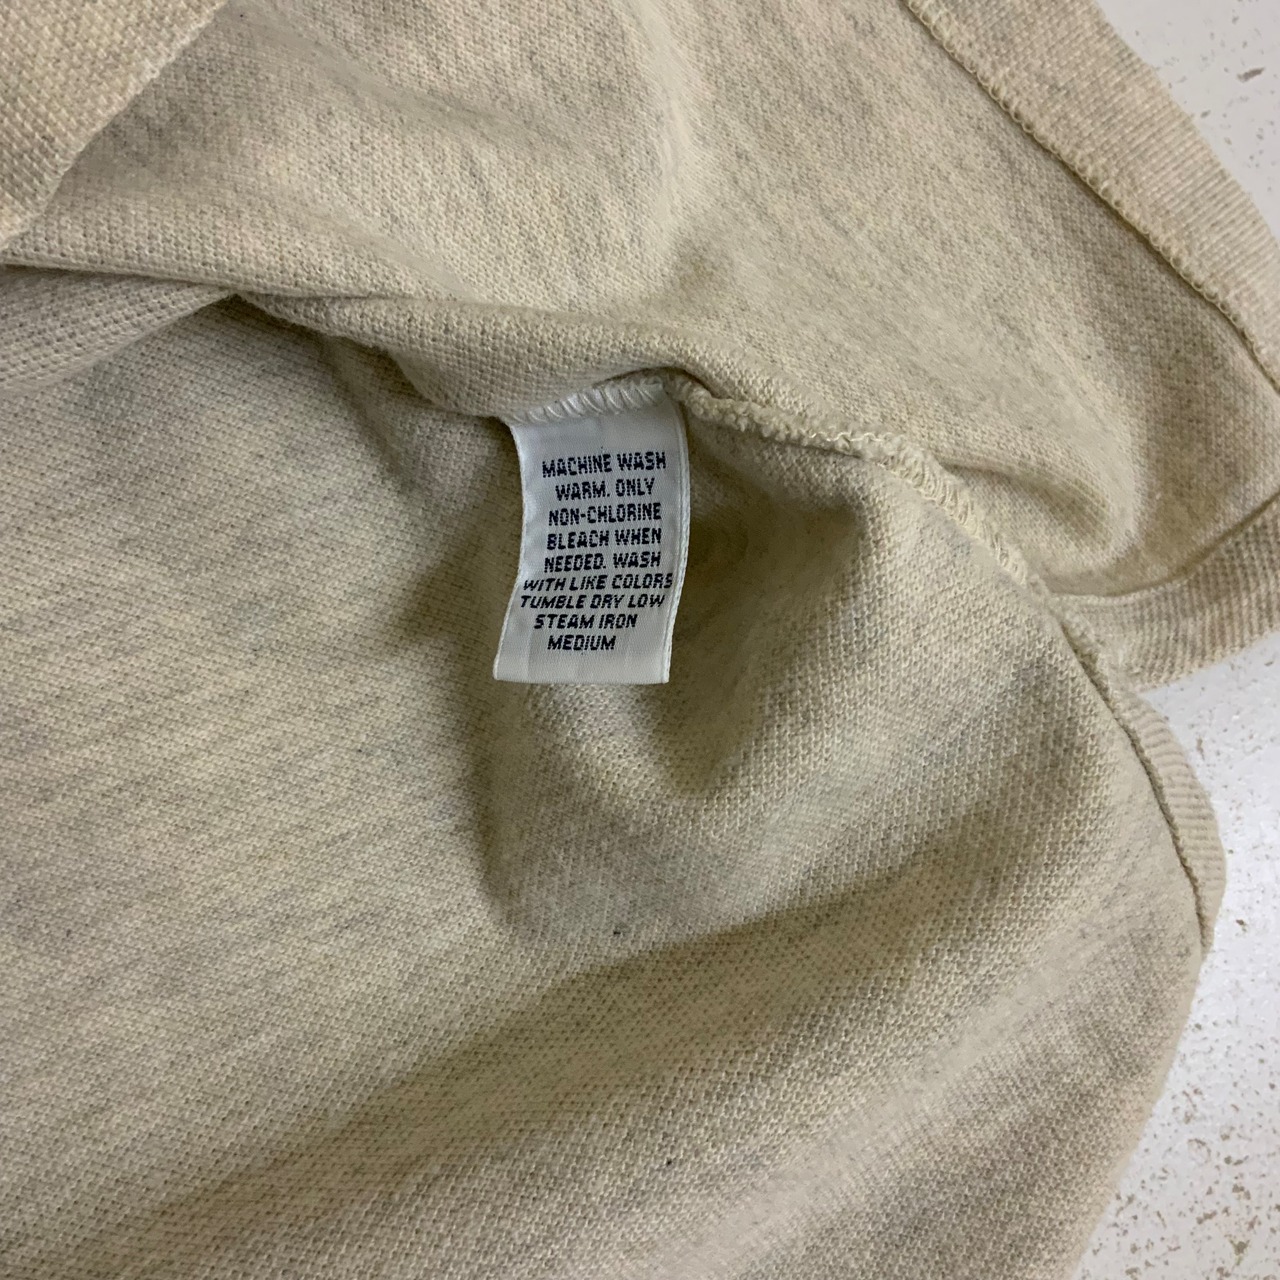 MACHINE WASH
WARM. ONLY
NON-CHLORINE
BLEACH WHEN
NEEDED. WASH
WITH LIKE COLORS
TUMBLE DRY LOW
STEAM IRON
MEDIUM